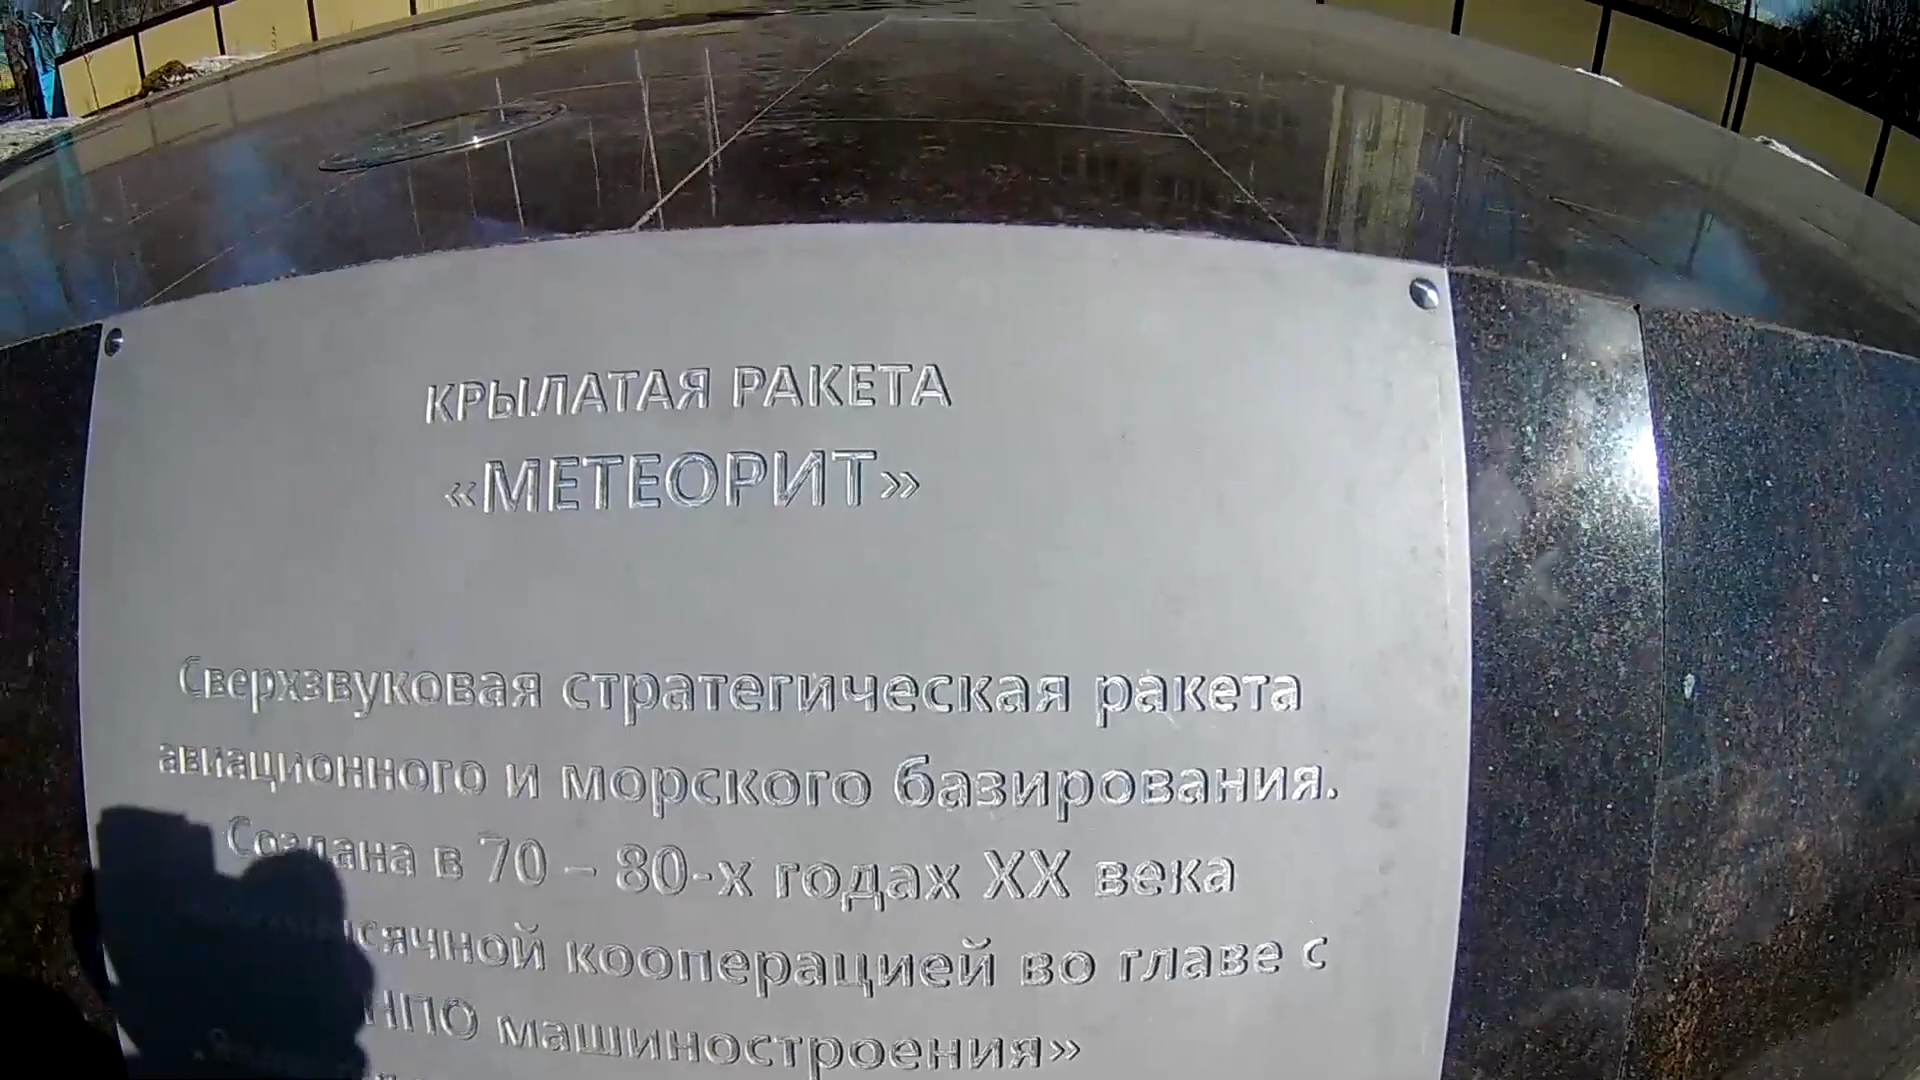 КРЫЛАТАЯ РАКЕТА
«МЕТЕОРИТ»
Сверхзвуковая стратегическая ракета
авиационного и морского базирования.
Создана в 70 – 80-х годах XX века
кооперацией во главе с
НПО машиностроения»